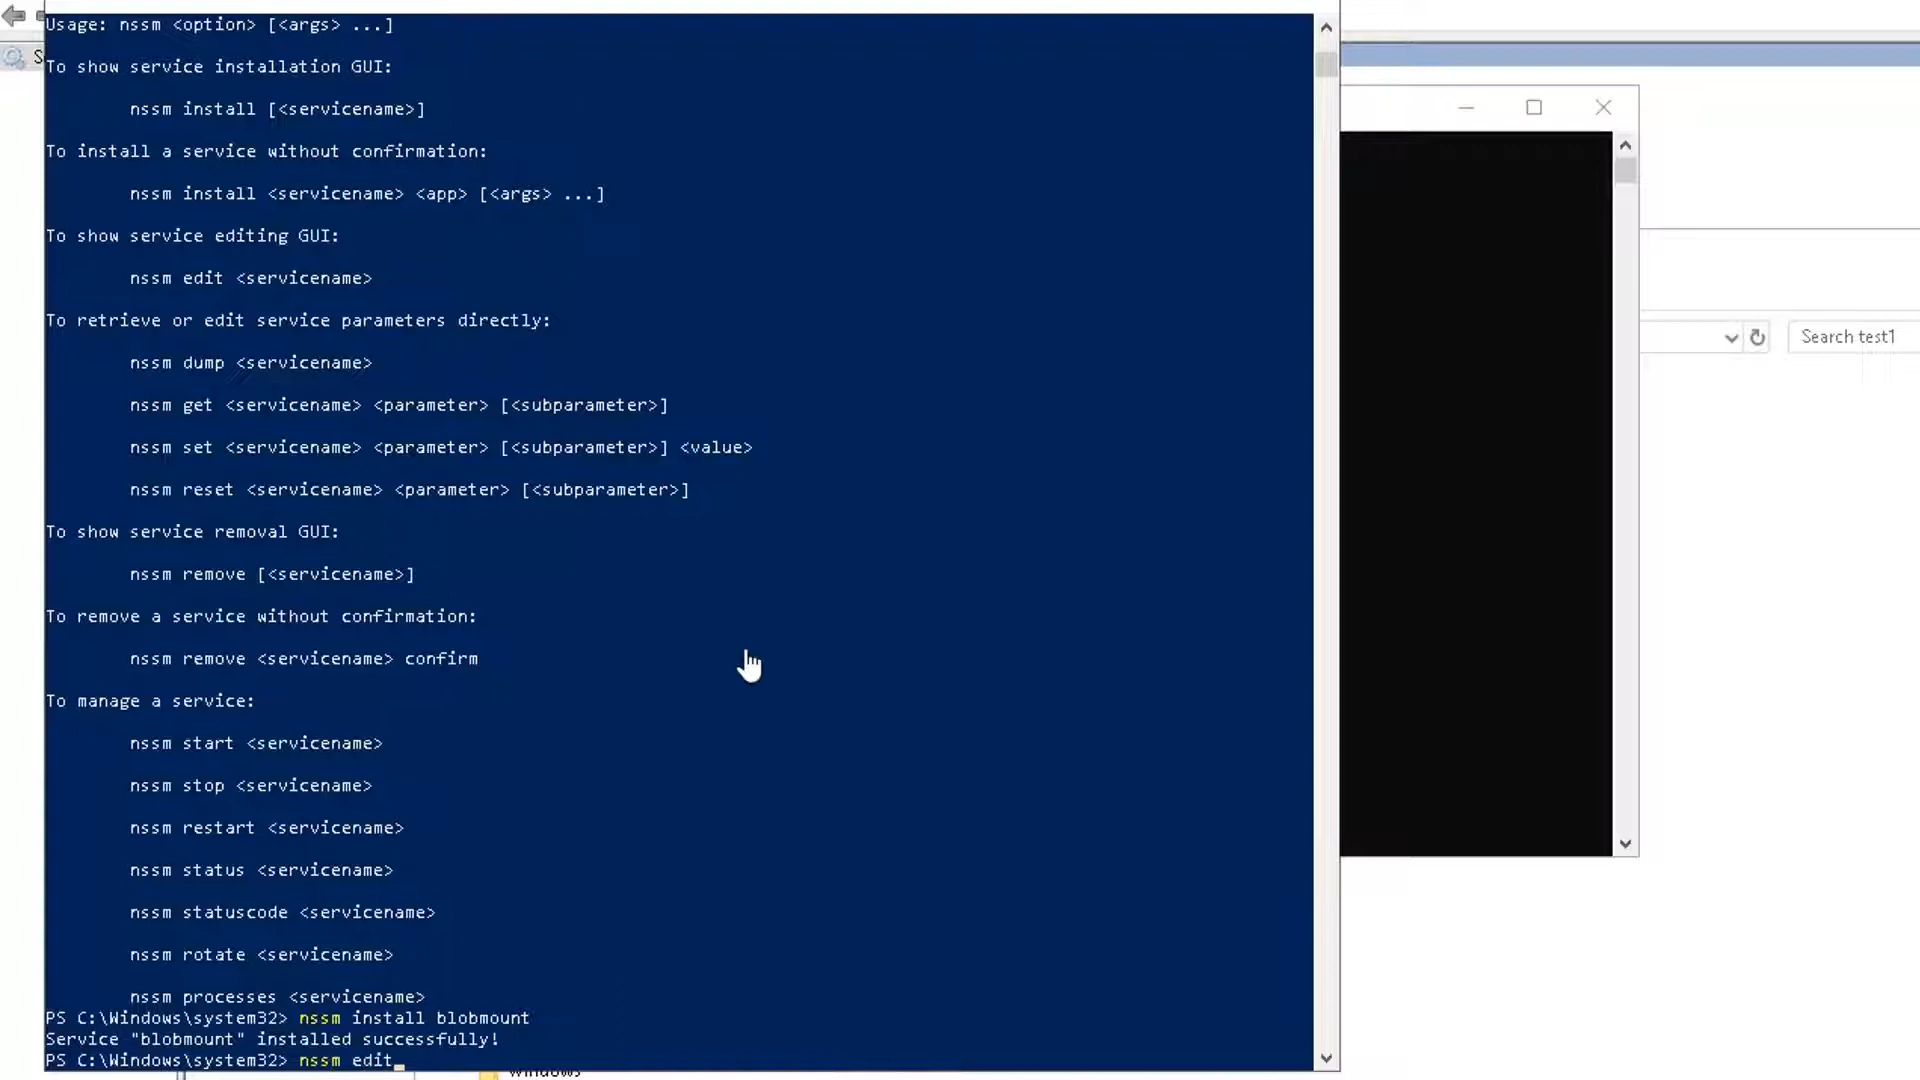 Usage: nssm <option> [<args> ...]
To show service installation GUI:
nssm install [<servicename>]
To install a service without confirmation:
nssm install <servicename> <app> [<args> ...]
To show service editing GUI:
nssm edit <servicename>
To retrieve or edit service parameters directly:
nssm dump <servicename>
nssm get <servicename> <parameter> [<subparameter>]
nssm set <servicename> <parameter> [<subparameter>] <value>
nssm reset <servicename> <parameter> [<subparameter>]
To show service removal GUI:
nssm remove [<servicename>]
To remove a service without confirmation:
nssm remove <servicename> confirm
To manage a service:
nssm start <servicename>
nssm stop <servicename>
nssm restart <servicename>
nssm status <servicename>
nssm statuscode <servicename>
nssm rotate <servicename>
nssm processes <servicename>
PS C:\Windows\system32> nssm install blobmount
Service "blobmount" installed successfully!
PS C:\Windows\system32> nssm edit_
Search test1